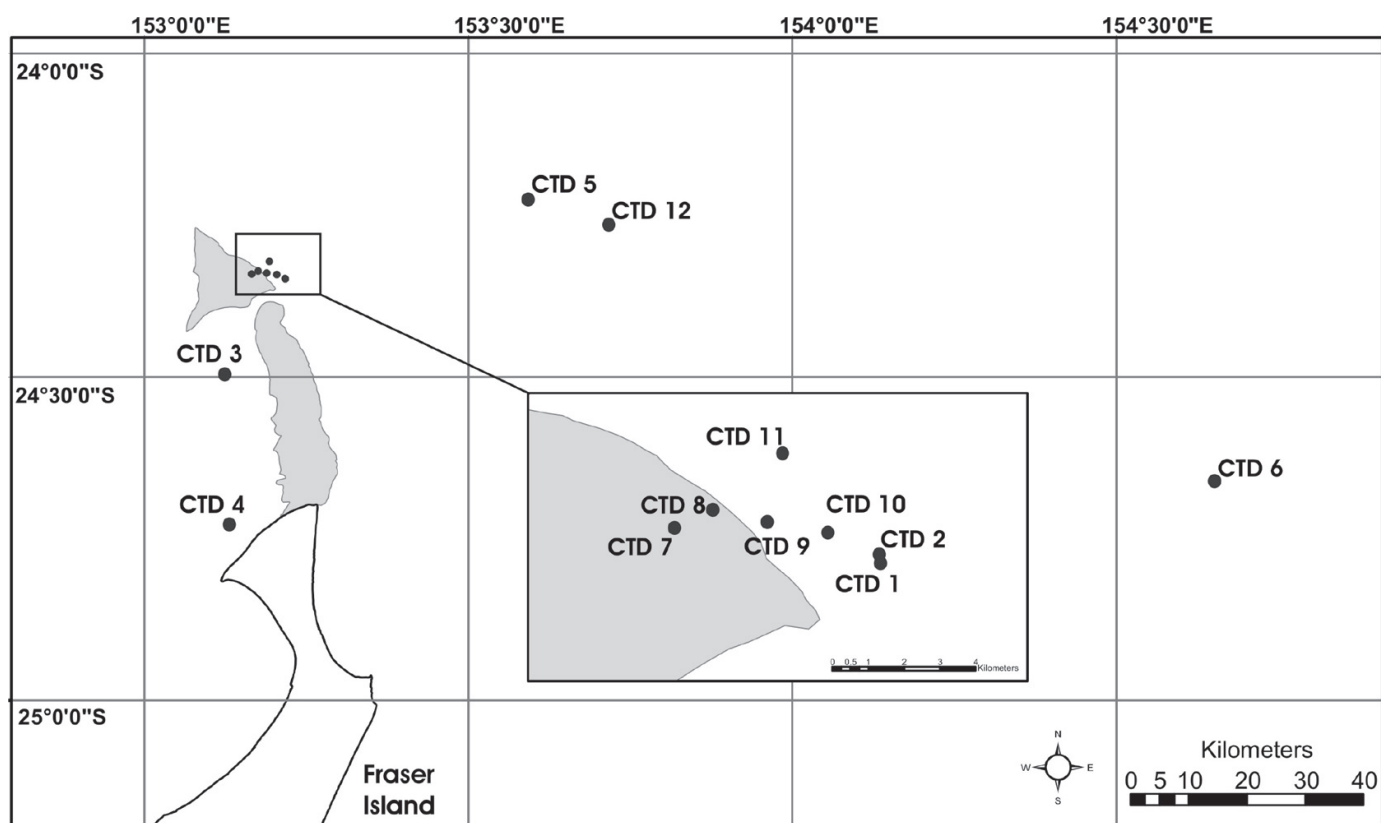 153°0'0"E 153°30'0"E 154°0'0"E 154°30'0"E
24°0'0"S
CTD 5
CTD 12
CTD 3
24°30'0"S
CTD 11
CTD 6
CTD 4
CTD 8
CTD 10
CTD 7
CTD 9
CTD 2
CTD 1
0 0.5 1 2 3 4
Kilometers
25°0'0"S
N
W E
S
Kilometers
0 5 10 20 30 40
Fraser
Island